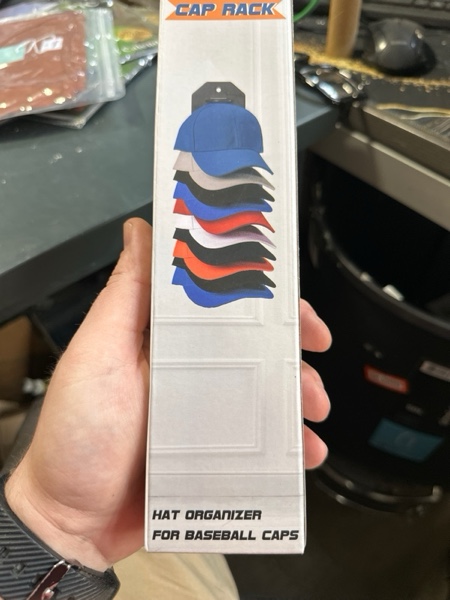 CAP RACK
HAT ORGANIZER
FOR BASEBALL CAPS